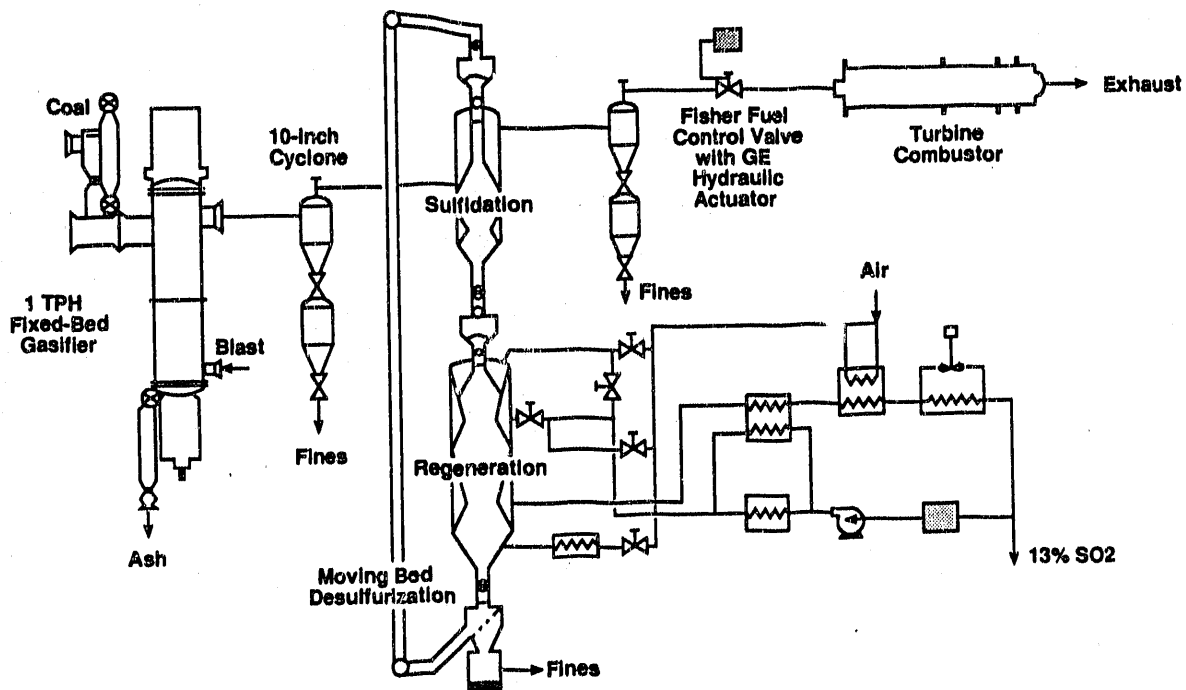 Coal
10-Inch
Cyclone
Sulfidation
Fisher Fuel
Control Valve
with GE
Hydraulic
Actuator
Turbine
Combustor
Exhaust
1 TPH
Fixed-Bed
Gasifier
Blast
Fines
Fines
Air
Regeneration
Ash
Moving Bed
Desulfurization
13% SO2
Fines